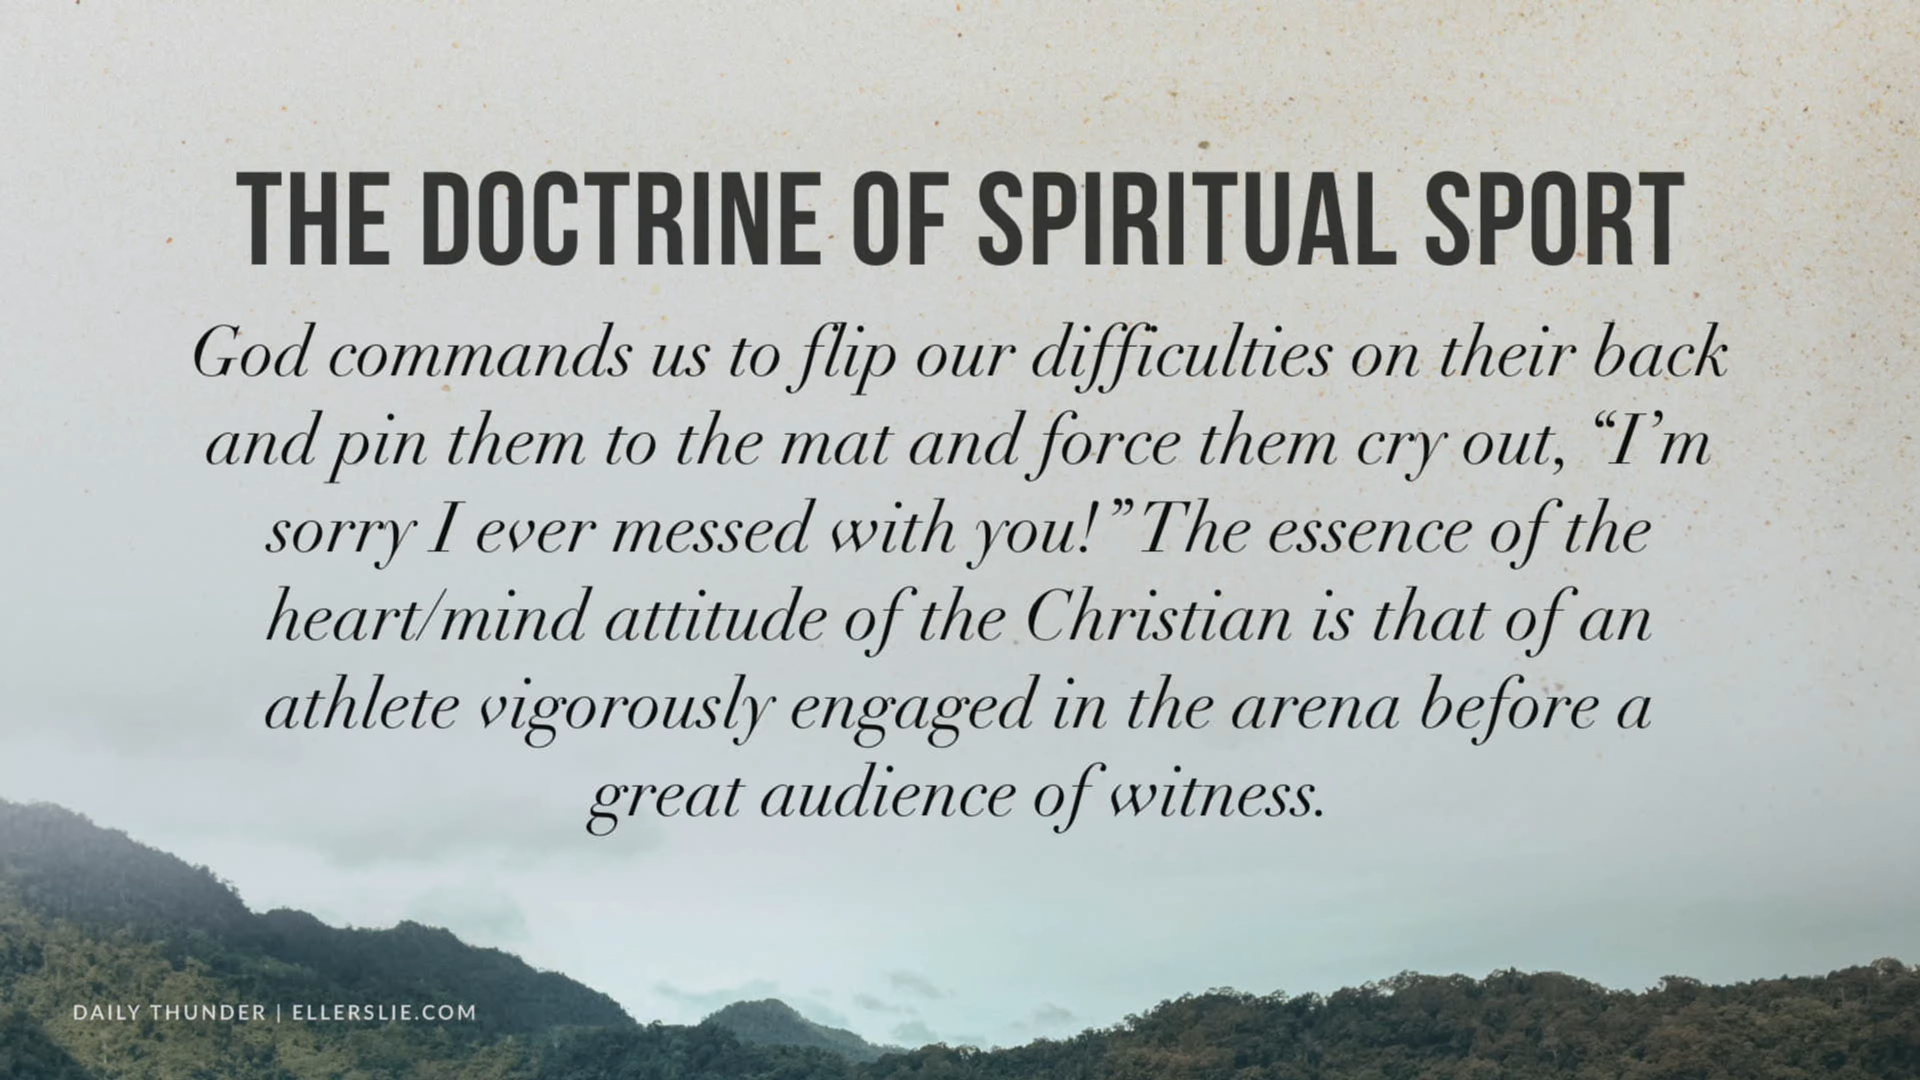 THE DOCTRINE OF SPIRITUAL SPORT
God commands us to flip our difficulties on their back
and pin them to the mat and force them cry out, “I’m
sorry I ever messed with you!” The essence of the
heart/mind attitude of the Christian is that of an
athlete vigorously engaged in the arena before a
great audience of witness.
DAILY THUNDER | ELLERSLIE.COM